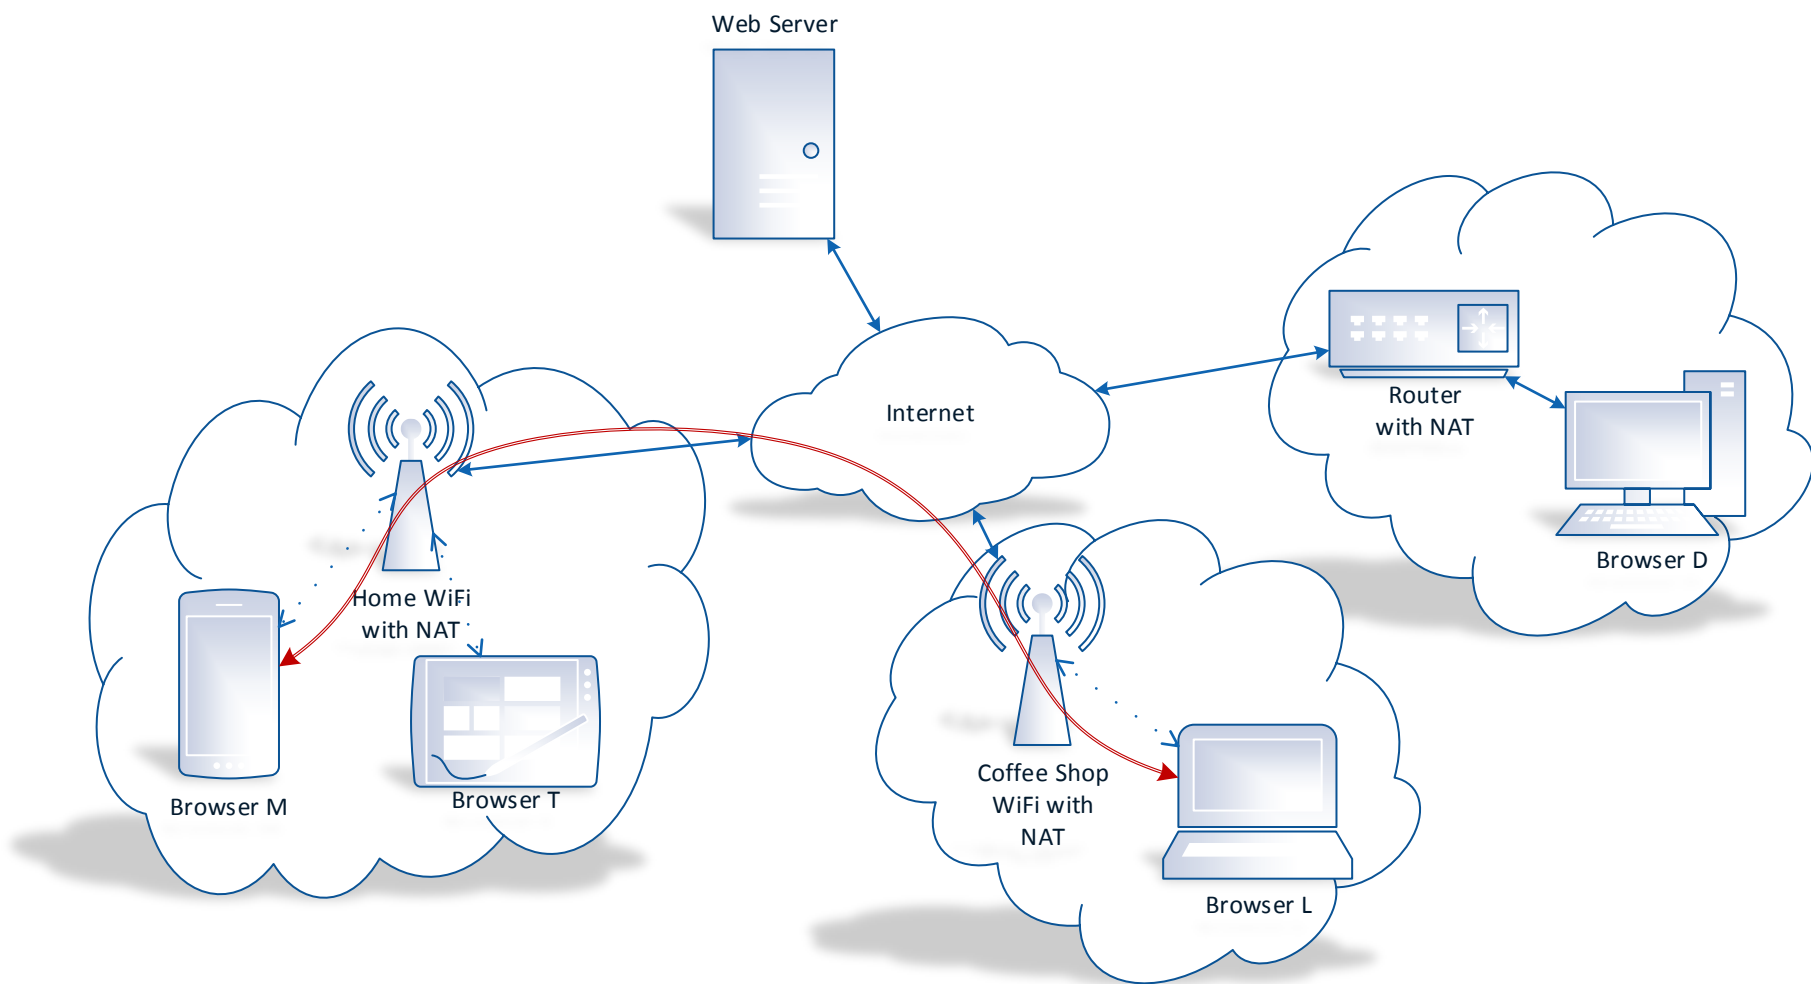 Web Server
Internet
Router
with NAT
Browser D
Home WiFi
with NAT
Browser M
Browser T
Coffee Shop
WiFi with
NAT
Browser L